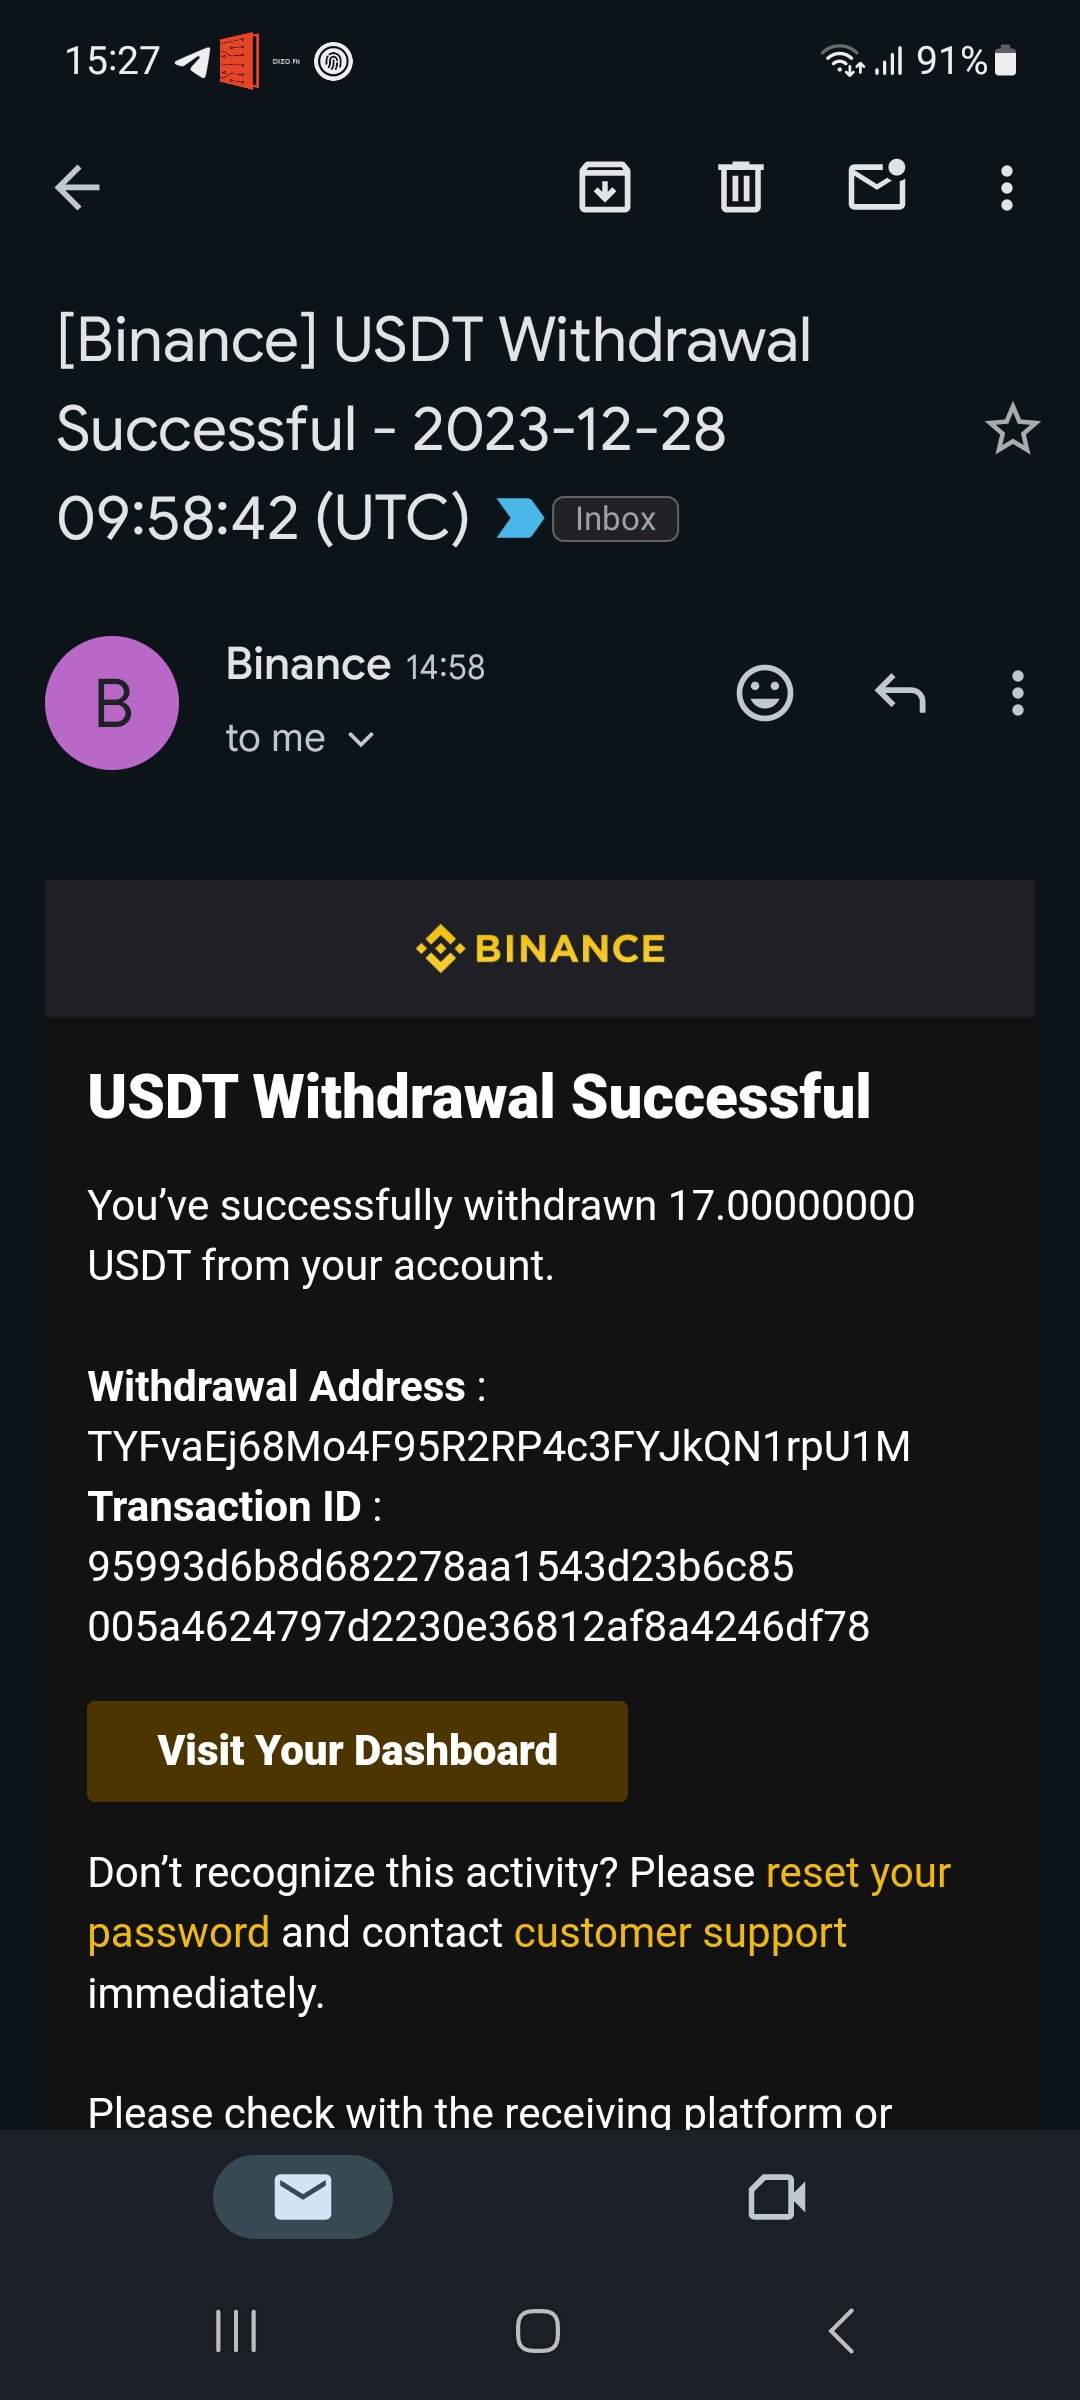 15:27 DIZO Fit 91%
[Binance] USDT Withdrawal
Successful - 2023-12-28
09:58:42 (UTC) Inbox
B
Binance 14:58
to me
BINANCE
USDT Withdrawal Successful
You’ve successfully withdrawn 17.00000000
USDT from your account.
Withdrawal Address :
TYFvaEj68Mo4F95R2RP4c3FYJkQN1rpU1M
Transaction ID :
95993d6b8d682278aa1543d23b6c85
005a4624797d2230e36812af8a4246df78
Visit Your Dashboard
Don’t recognize this activity? Please reset your
password and contact customer support
immediately.
Please check with the receiving platform or